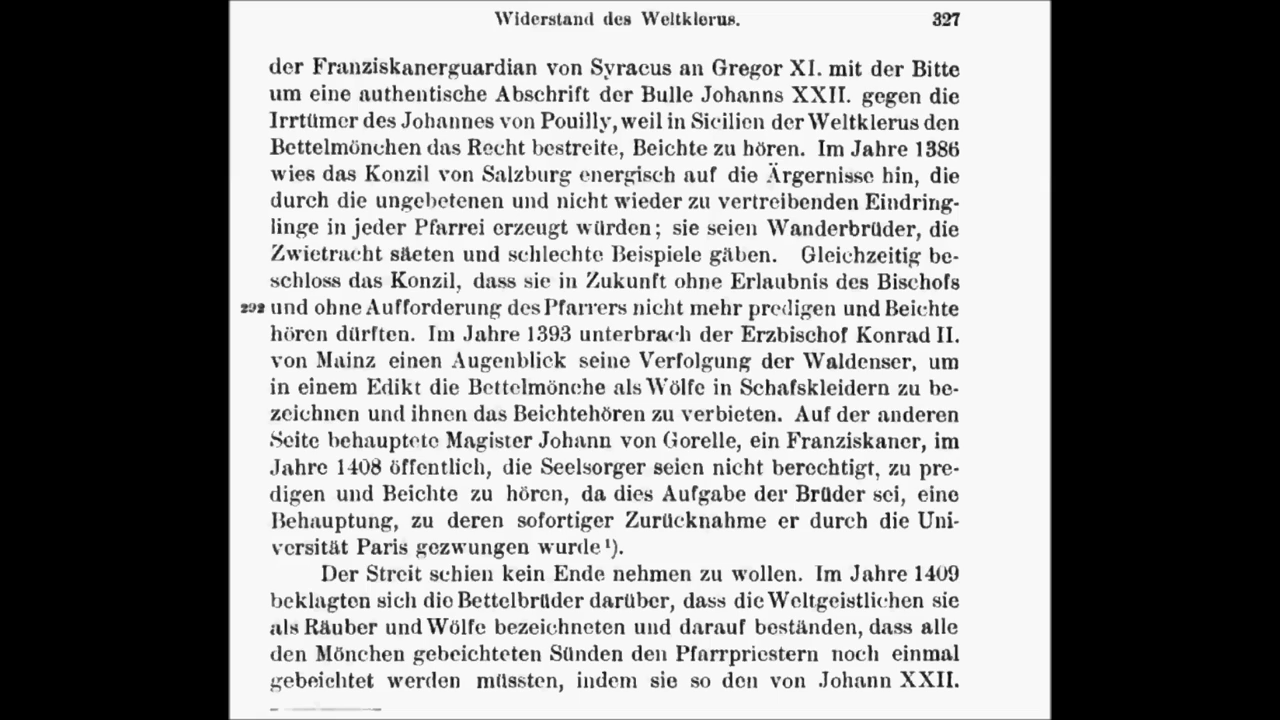 Widerstand des Weltklerus. 327
der Franziskanerguardian von Syracus an Gregor XI. mit der Bitte
um eine authentische Abschrift der Bulle Johanns XXII. gegen die
Irrtümer des Johannes von Pouilly, weil in Sicilien der Weltklerus den
Bettelmönchen das Recht bestreite, Beichte zu hören. Im Jahre 1386
wies das Konzil von Salzburg energisch auf die Ärgernisse hin, die
durch die ungebetenen und nicht wieder zu vertreibenden Eindring-
linge in jeder Pfarrei erzeugt würden; sie seien Wanderbrüder, die
Zwietracht säeten und schlechte Beispiele gäben. Gleichzeitig be-
schloss das Konzil, dass sie in Zukunft ohne Erlaubnis des Bischofs
292 und ohne Aufforderung des Pfarrers nicht mehr predigen und Beichte
hören dürften. Im Jahre 1393 unterbrach der Erzbischof Konrad II.
von Mainz einen Augenblick seine Verfolgung der Waldenser, um
in einem Edikt die Bettelmönche als Wölfe in Schafskleidern zu be-
zeichnen und ihnen das Beichtehören zu verbieten. Auf der anderen
Seite behauptete Magister Johann von Gorelle, ein Franziskaner, im
Jahre 1408 öffentlich, die Seelsorger seien nicht berechtigt, zu pre-
digen und Beichte zu hören, da dies Aufgabe der Brüder sei, eine
Behauptung, zu deren sofortiger Zurücknahme er durch die Uni-
versität Paris gezwungen wurde¹).
Der Streit schien kein Ende nehmen zu wollen. Im Jahre 1409
beklagten sich die Bettelbrüder darüber, dass die Weltgeistlichen sie
als Räuber und Wölfe bezeichneten und darauf beständen, dass alle
den Mönchen gebeichteten Sünden den Pfarrpriestern noch einmal
gebeichtet werden müssten, indem sie so den von Johann XXII.